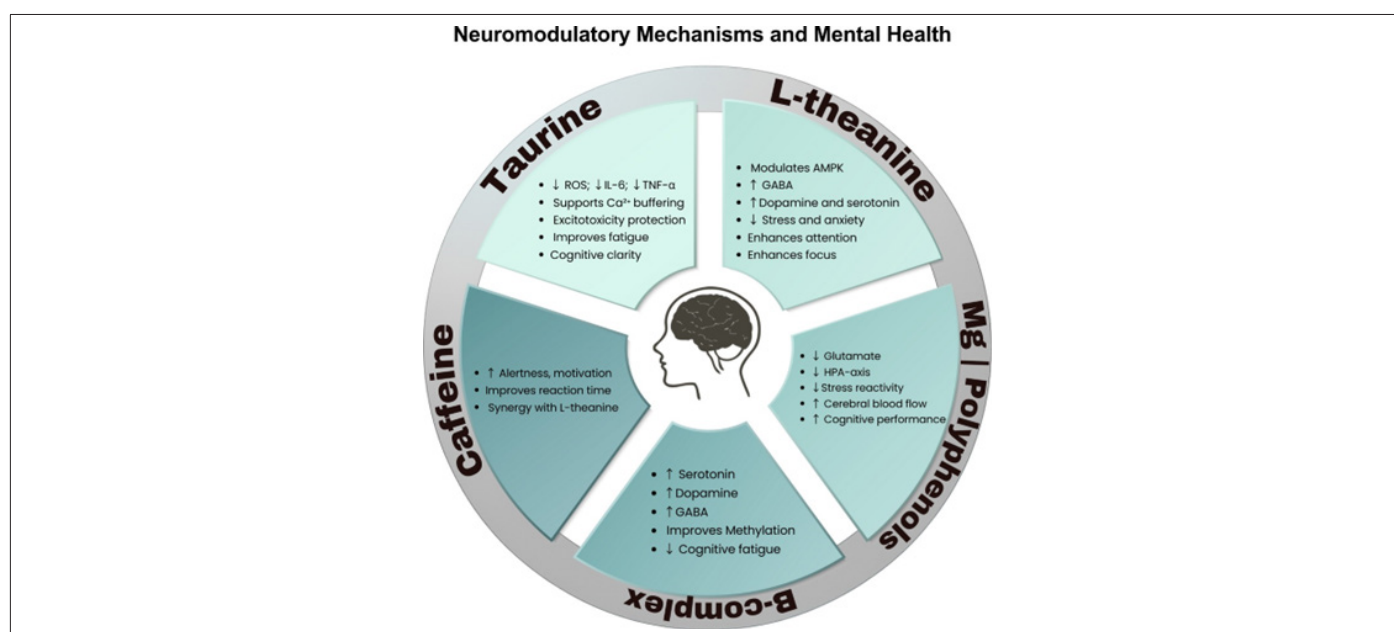 Neuromodulatory Mechanisms and Mental Health
Taurine
• ↓ ROS; ↓IL-6; ↓TNF-α
• Supports Ca²⁺ buffering
• Excitotoxicity protection
• Improves fatigue
• Cognitive clarity
L-theanine
• Modulates AMPK
• ↑ GABA
• ↑Dopamine and serotonin
• ↓ Stress and anxiety
• Enhances attention
• Enhances focus
Mg | Polyphenols
• ↓ Glutamate
• ↓ HPA-axis
• ↓Stress reactivity
• ↑ Cerebral blood flow
• ↑ Cognitive performance
B-complex
• ↑ Serotonin
• ↑Dopamine
• ↑GABA
• Improves Methylation
• ↓ Cognitive fatigue
Caffeine
• ↑ Alertness, motivation
• Improves reaction time
• Synergy with L-theanine